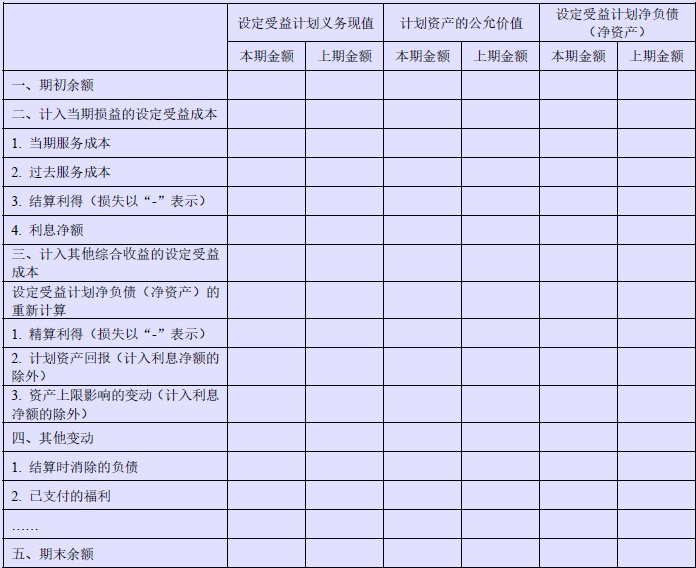 设定受益计划义务现值 计划资产的公允价值 设定受益计划净负债
（净资产）
本期金额 上期金额 本期金额 上期金额 本期金额 上期金额
一、期初余额
二、计入当期损益的设定受益成本
1. 当期服务成本
2. 过去服务成本
3. 结算利得（损失以“-”表示）
4. 利息净额
三、计入其他综合收益的设定受益
成本
设定受益计划净负债（净资产）的
重新计算
1. 精算利得（损失以“-”表示）
2. 计划资产回报（计入利息净额的
除外）
3. 资产上限影响的变动（计入利息
净额的除外）
四、其他变动
1. 结算时消除的负债
2. 已支付的福利
……
五、期末余额